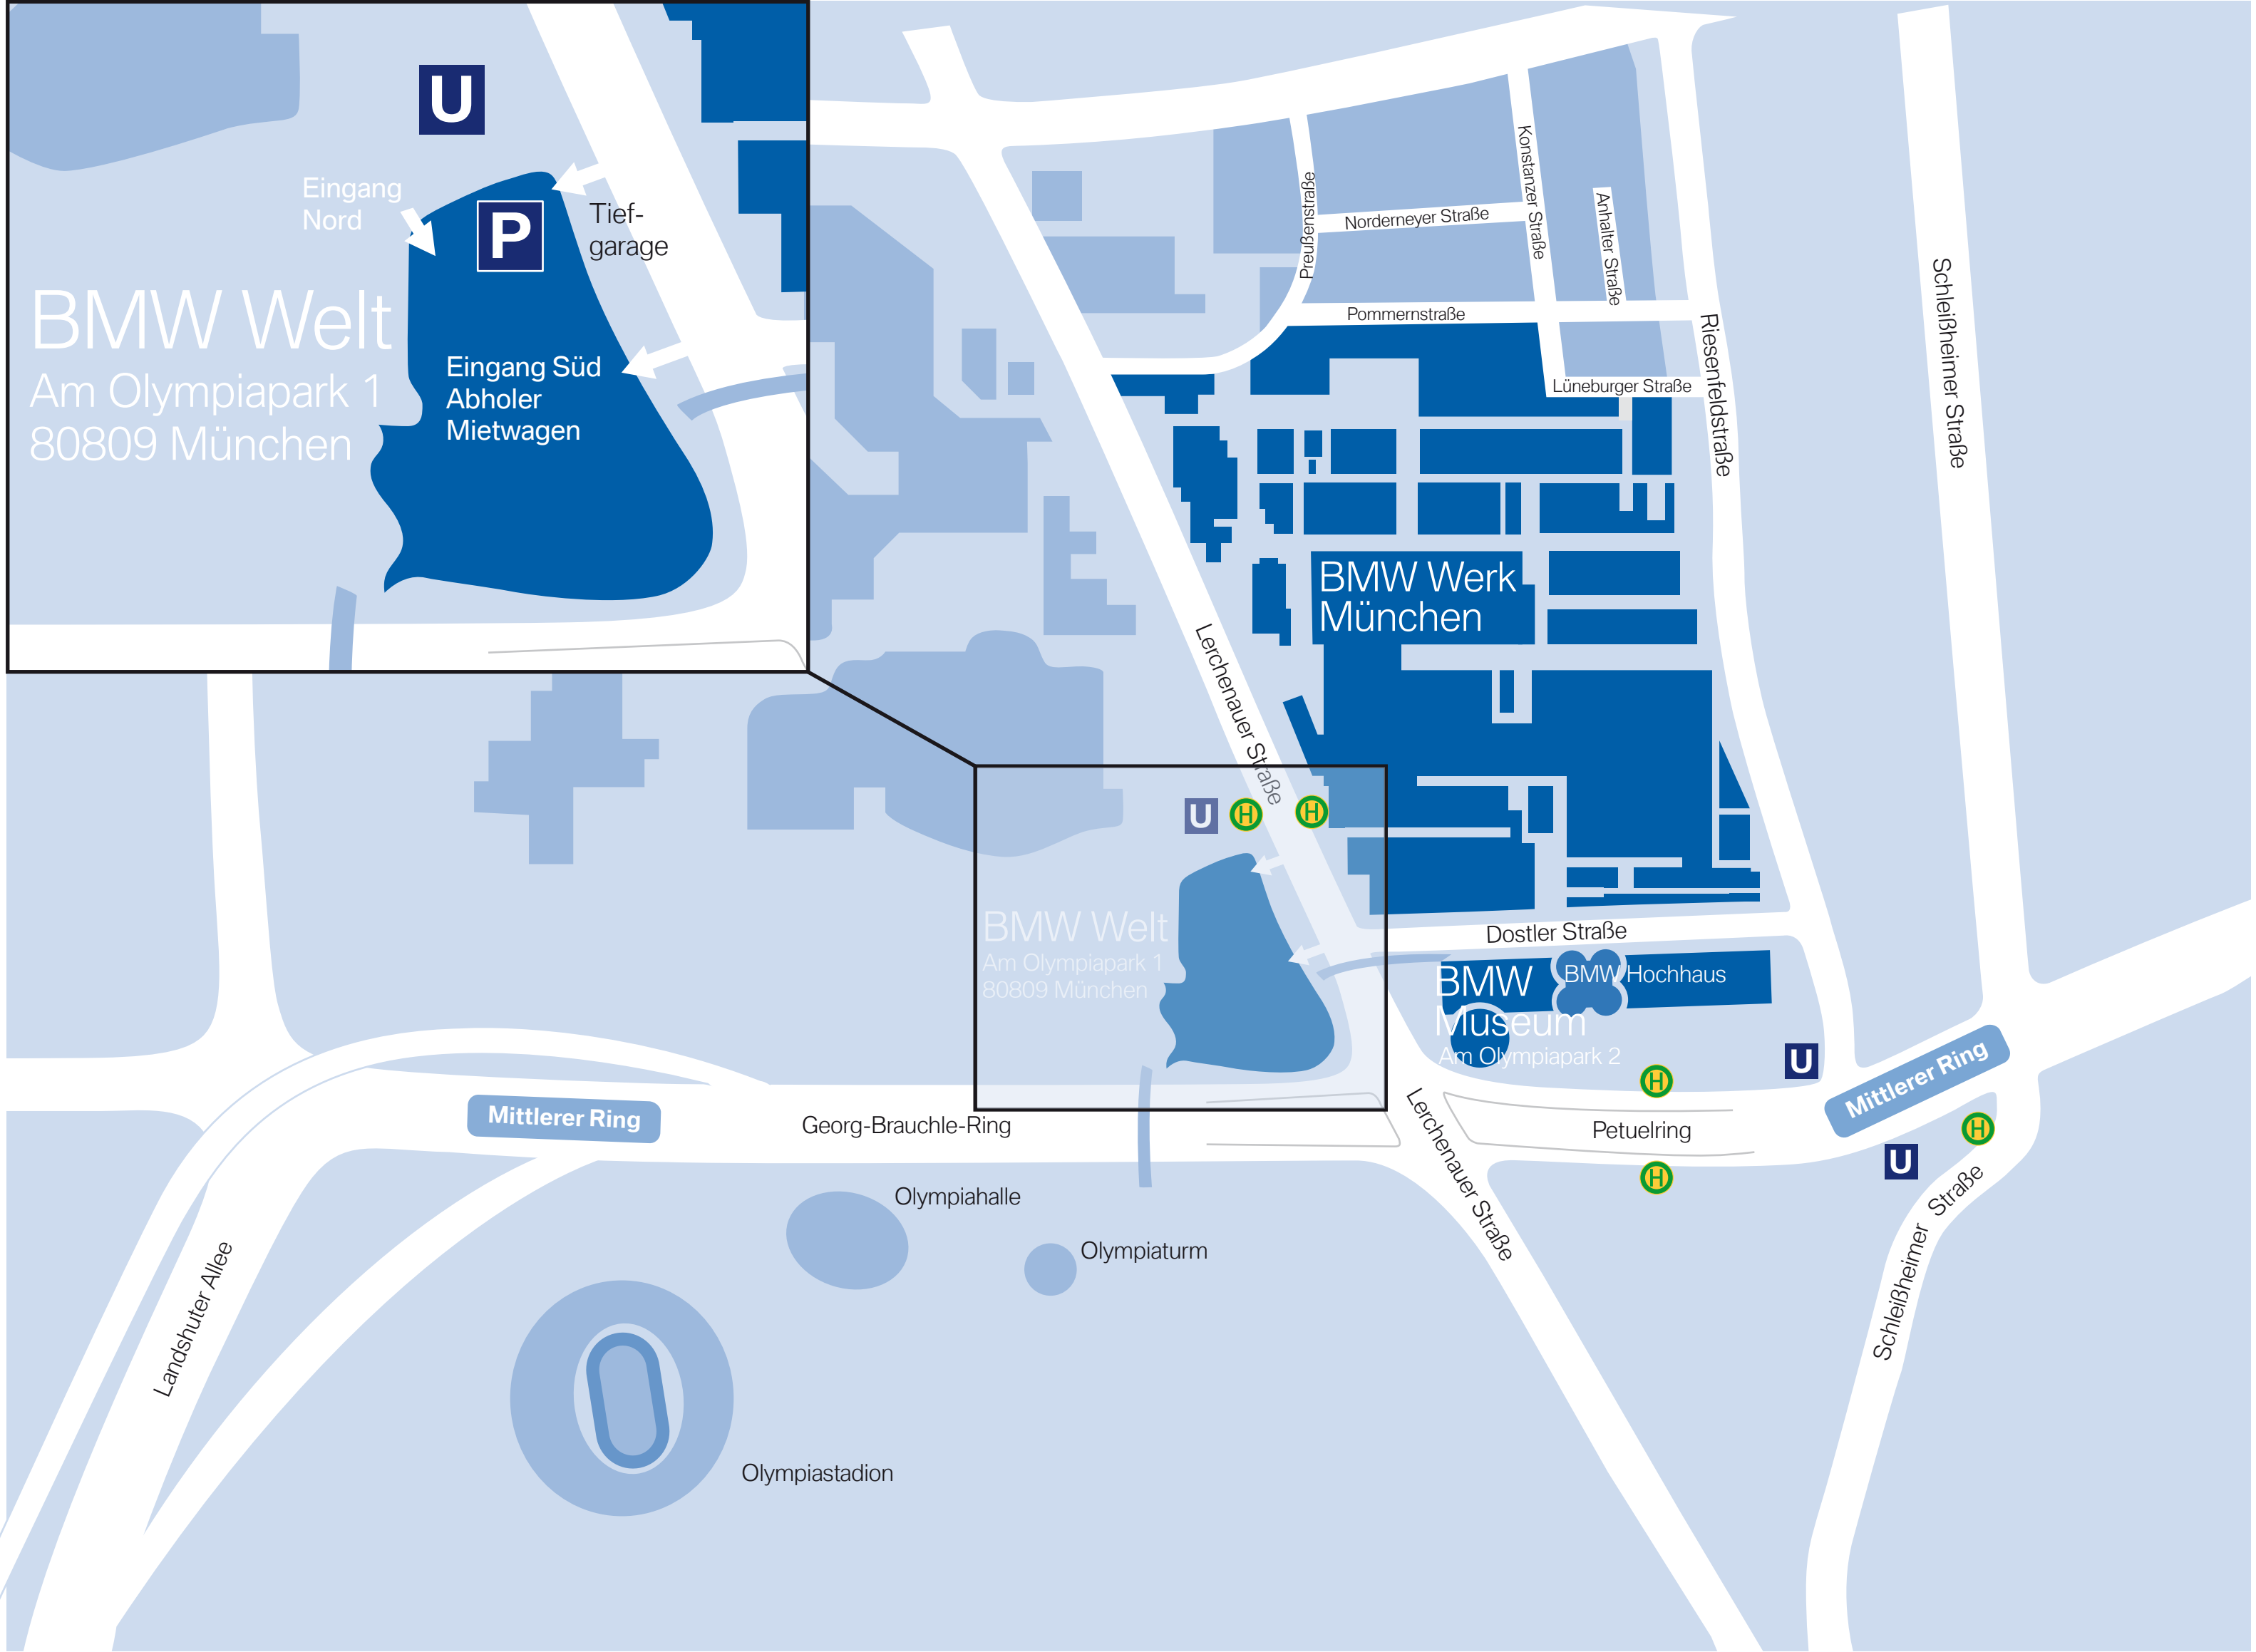 U
Eingang
Nord
P
Tief-
garage
BMW Welt
Am Olympiapark 1
80809 München
Eingang Süd
Abholer
Mietwagen
Preußenstraße
Norderneyer Straße
Konstanzer Straße
Anhalter Straße
Pommernstraße
Lüneburger Straße
Riesenfeldstraße
Schleißheimer Straße
BMW Werk
München
Lerchenauer Straße
U
H
H
BMW Welt
Am Olympiapark 1
80809 München
Dostler Straße
BMW
Museum
Am Olympiapark 2
BMW Hochhaus
U
H
Mittlerer Ring
Mittlerer Ring
Georg-Brauchle-Ring
Lerchenauer Straße
Petuelring
H
H
U
Schleißheimer Straße
Olympiahalle
Olympiaturm
Landshuter Allee
Olympiastadion